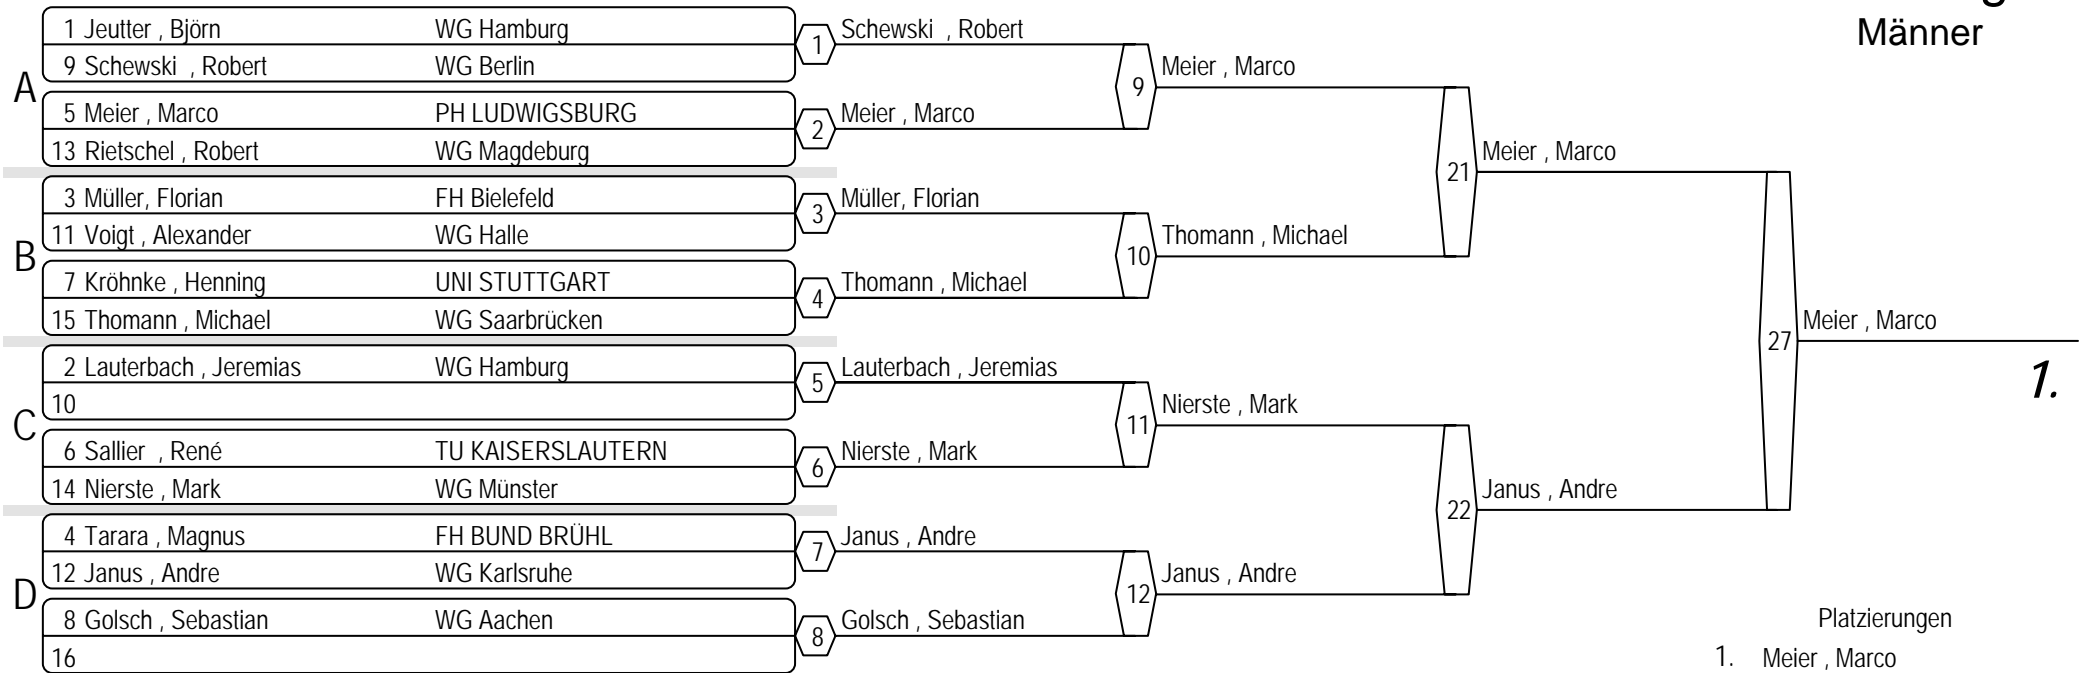 g
Männer
A
1 Jeutter , Björn WG Hamburg
9 Schewski , Robert WG Berlin
5 Meier , Marco PH LUDWIGSBURG
13 Rietschel , Robert WG Magdeburg
B
3 Müller, Florian FH Bielefeld
11 Voigt , Alexander WG Halle
7 Kröhnke , Henning UNI STUTTGART
15 Thomann , Michael WG Saarbrücken
C
2 Lauterbach , Jeremias WG Hamburg
10
6 Sallier , René TU KAISERSLAUTERN
14 Nierste , Mark WG Münster
D
4 Tarara , Magnus FH BUND BRÜHL
12 Janus , Andre WG Karlsruhe
8 Golsch , Sebastian WG Aachen
16
1 Schewski , Robert
2 Meier , Marco
3 Müller, Florian
4 Thomann , Michael
5 Lauterbach , Jeremias
6 Nierste , Mark
7 Janus , Andre
8 Golsch , Sebastian
9 Meier , Marco
10 Thomann , Michael
11 Nierste , Mark
12 Janus , Andre
21 Meier , Marco
22 Janus , Andre
27 Meier , Marco
1.
Platzierungen
1. Meier , Marco